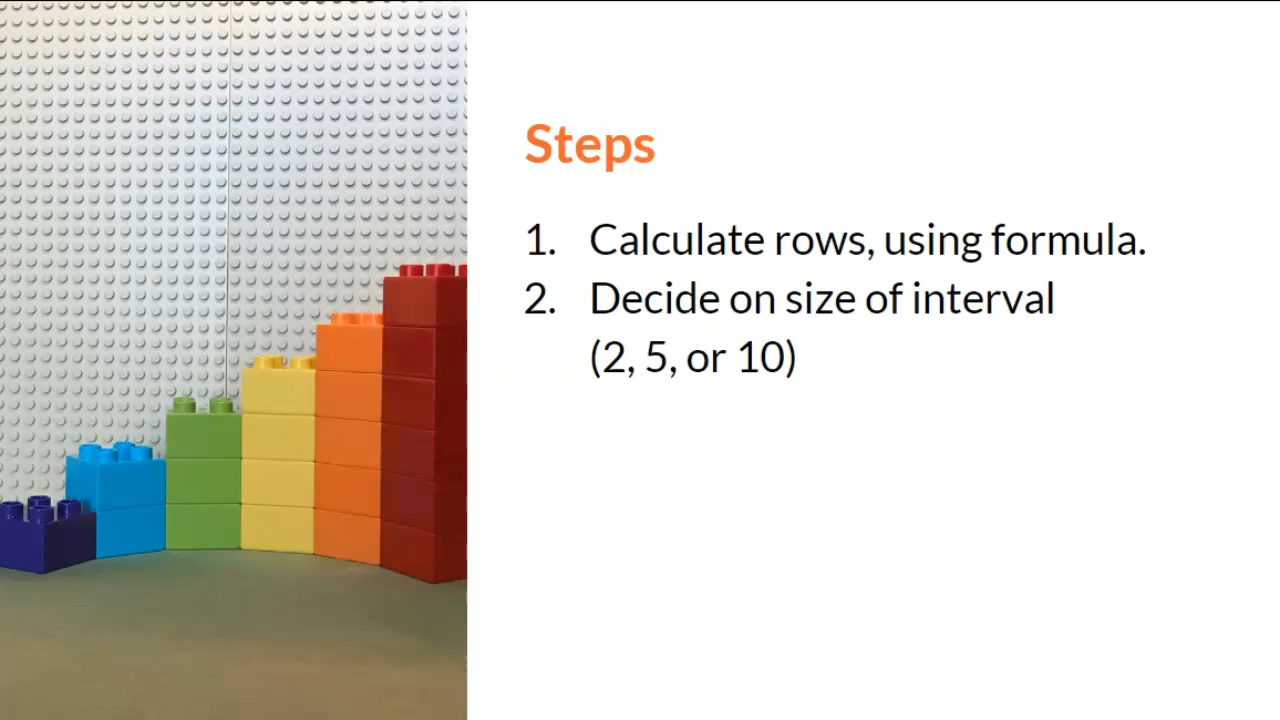 Steps
1. Calculate rows, using formula.
2. Decide on size of interval
(2, 5, or 10)